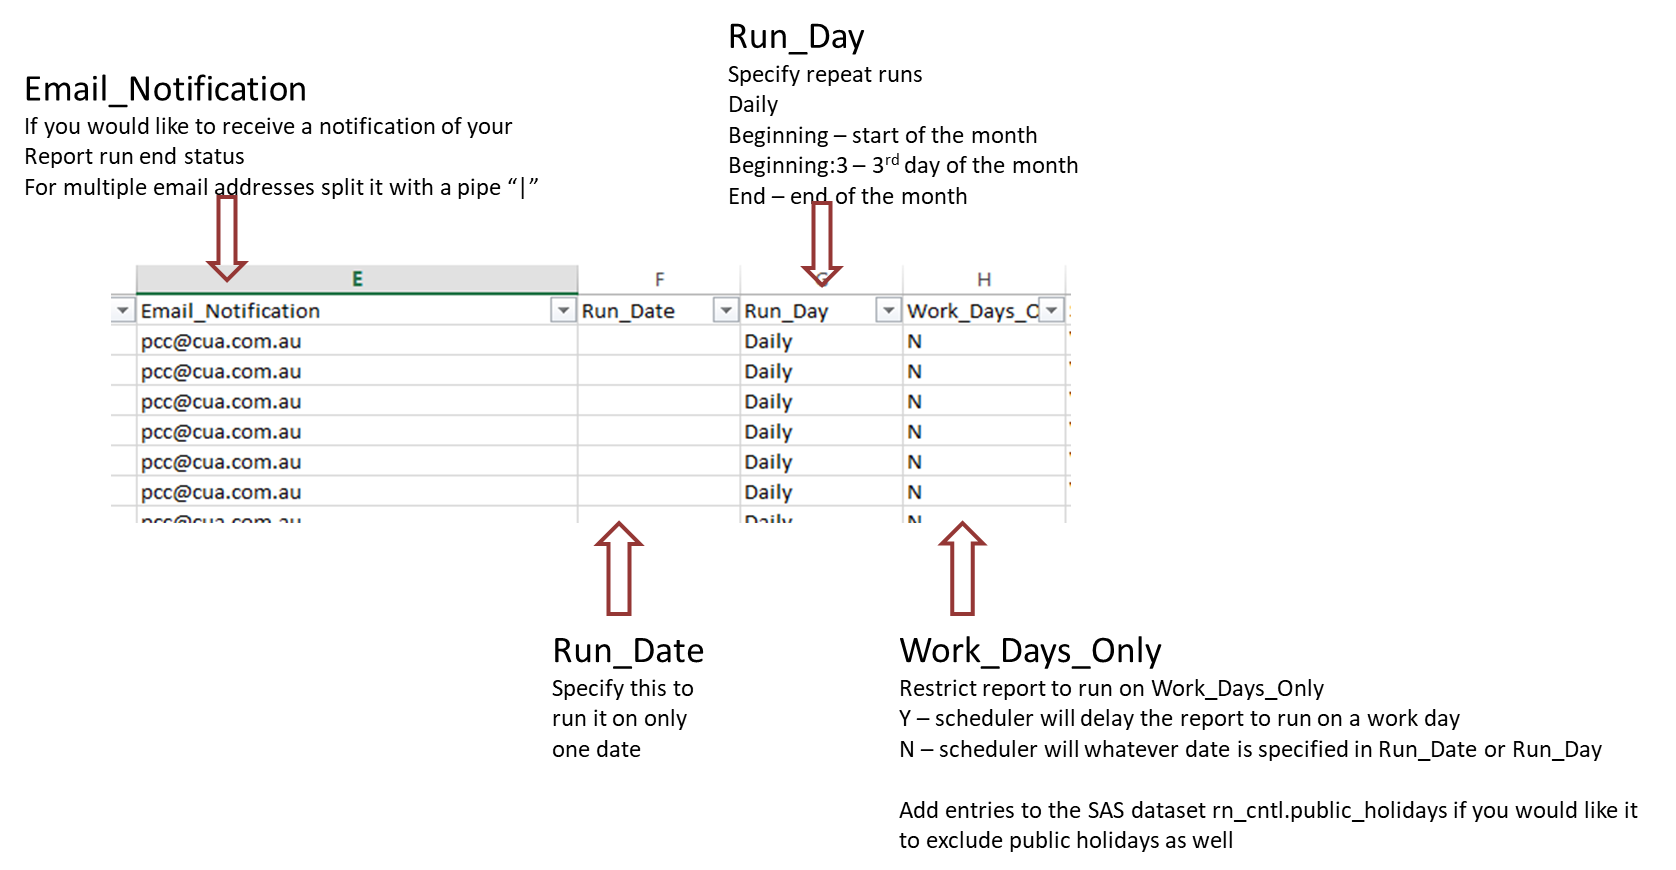 Run_Day
Specify repeat runs
Daily
Beginning – start of the month
Beginning:3 – 3rd day of the month
End – end of the month
Email_Notification
If you would like to receive a notification of your
Report run end status
For multiple email addresses split it with a pipe “|”
E F G H
Email_Notification Run_Date Run_Day Work_Days_O
pcc@cua.com.au Daily N
pcc@cua.com.au Daily N
pcc@cua.com.au Daily N
pcc@cua.com.au Daily N
pcc@cua.com.au Daily N
pcc@cua.com.au Daily N
pcc@cua.com.au Daily N
Run_Date
Specify this to
run it on only
one date
Work_Days_Only
Restrict report to run on Work_Days_Only
Y – scheduler will delay the report to run on a work day
N – scheduler will whatever date is specified in Run_Date or Run_Day
Add entries to the SAS dataset rn_cntl.public_holidays if you would like it
to exclude public holidays as well